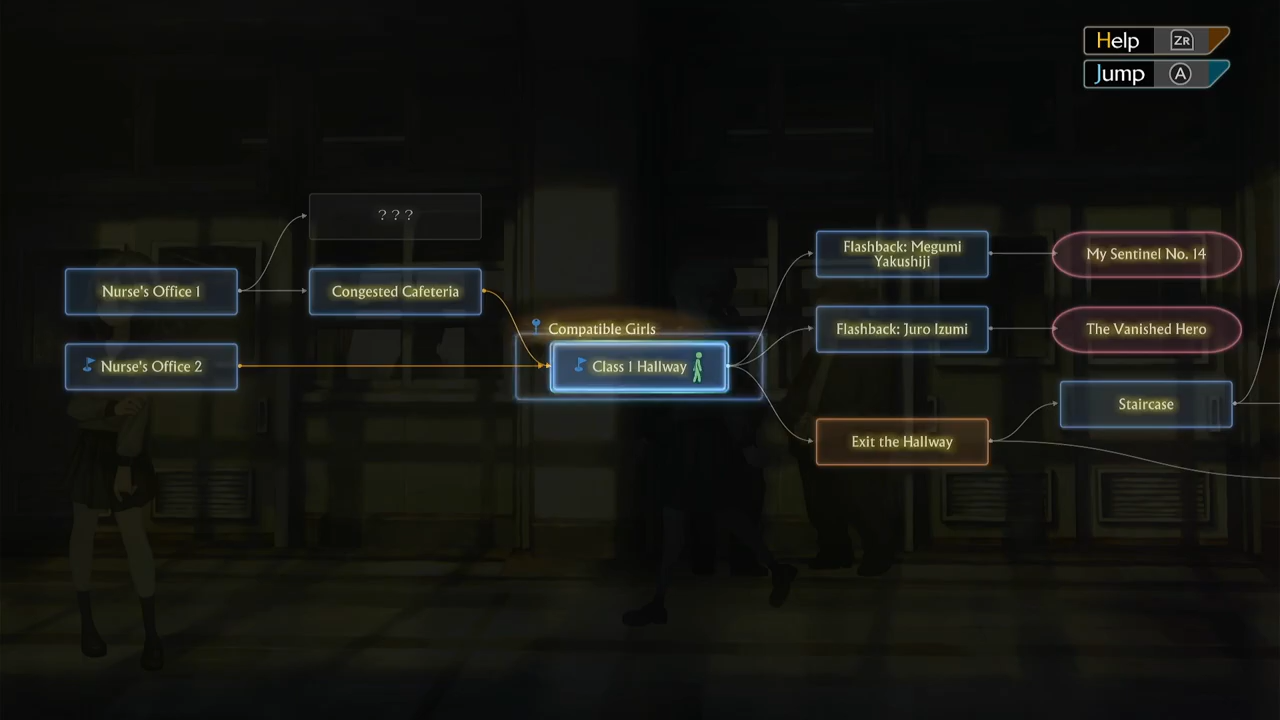 Help ZR
Jump A
? ? ?
Nurse's Office 1
Congested Cafeteria
Nurse's Office 2
Compatible Girls
Class 1 Hallway
Flashback: Megumi
Yakushiji
My Sentinel No. 14
Flashback: Juro Izumi
The Vanished Hero
Staircase
Exit the Hallway